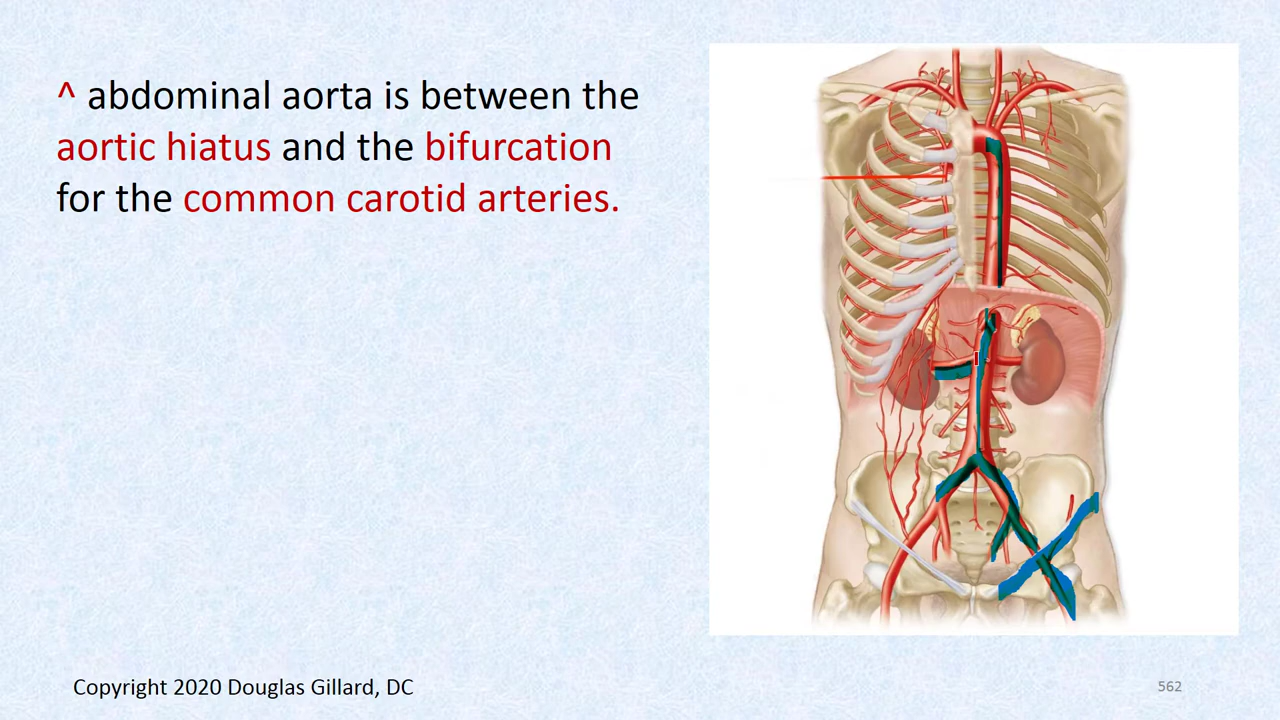 ^ abdominal aorta is between the
aortic hiatus and the bifurcation
for the common carotid arteries.
Copyright 2020 Douglas Gillard, DC
562